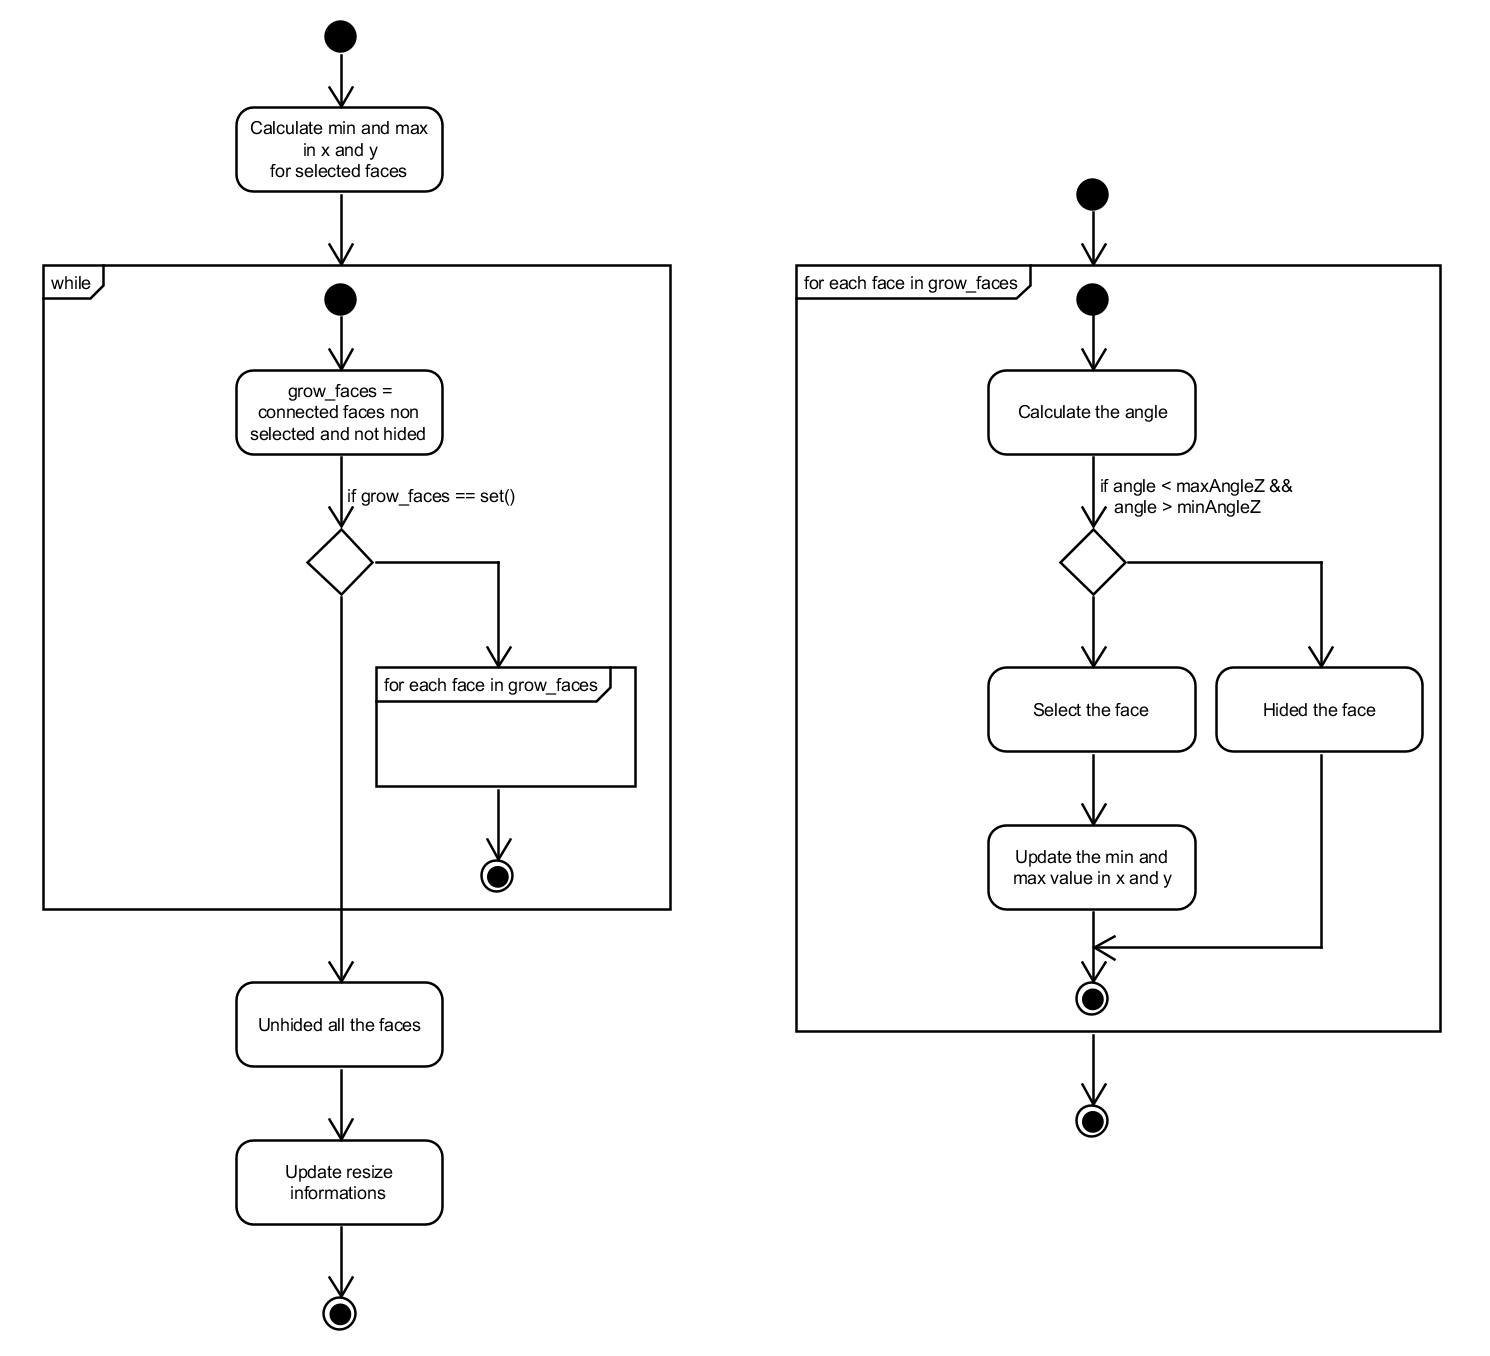 Calculate min and max
in x and y
for selected faces
while
grow_faces =
connected faces non
selected and not hided
if grow_faces == set()
for each face in grow_faces
Unhided all the faces
Update resize
informations
for each face in grow_faces
Calculate the angle
if angle < maxAngleZ &&
angle > minAngleZ
Select the face
Hided the face
Update the min and
max value in x and y